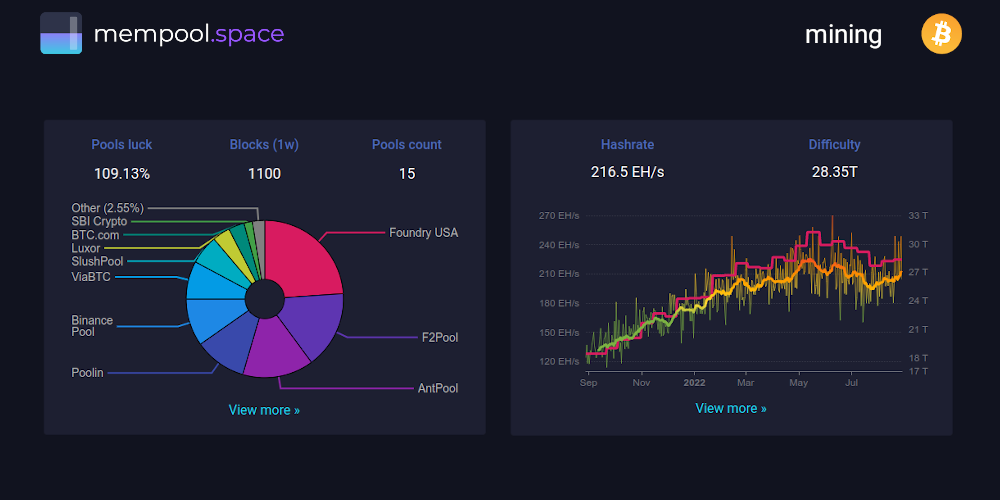 mempool.space
mining
Pools luck
Blocks (1w)
Pools count
109.13%
1100
15
Other (2.55%)
SBI Crypto
BTC.com
Luxor
SlushPool
ViaBTC
Binance
Pool
Poolin
Foundry USA
F2Pool
AntPool
View more »
Hashrate
Difficulty
216.5 EH/s
28.35T
270 EH/s
240 EH/s
210 EH/s
180 EH/s
150 EH/s
120 EH/s
33 T
30 T
27 T
24 T
21 T
18 T
17 T
Sep
Nov
2022
Mar
May
Jul
View more »